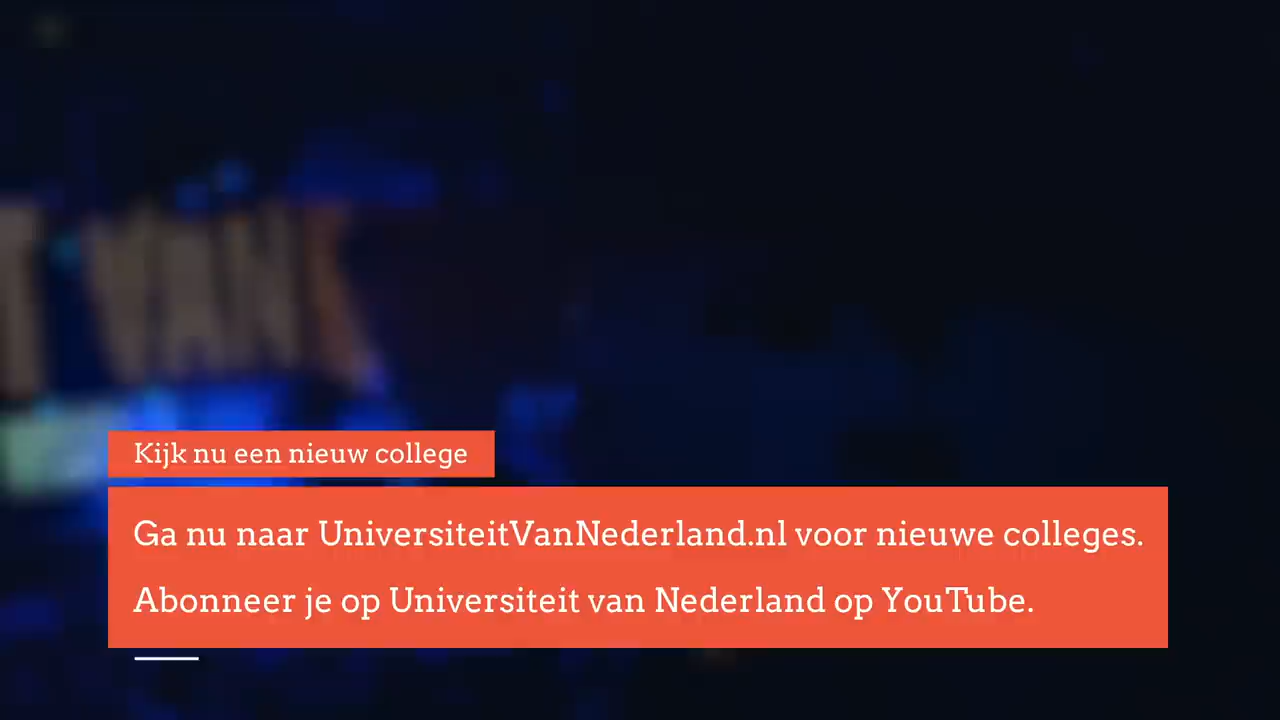 T VAN
Kijk nu een nieuw college
Ga nu naar UniversiteitVanNederland.nl voor nieuwe colleges.
Abonneer je op Universiteit van Nederland op YouTube.